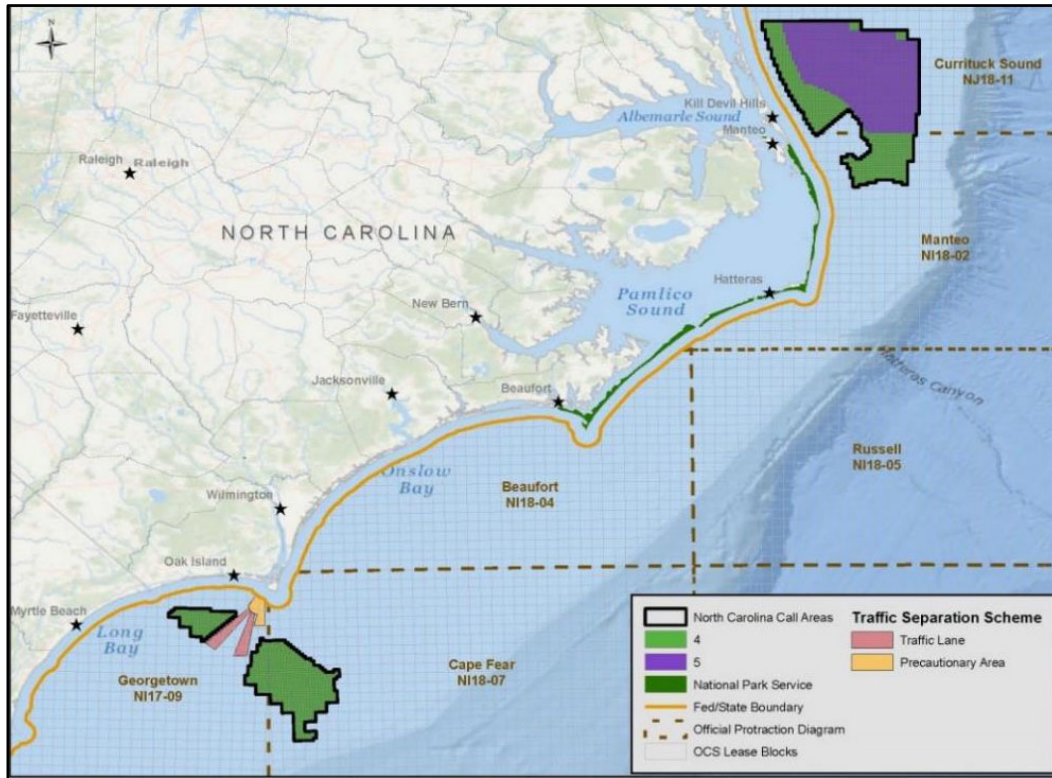 N
Currituck Sound
NJ18-11
Kill Devil Hills
Albemarle Sound
Manteo
Raleigh
Raleigh
NORTH CAROLINA
Manteo
NI18-02
Hatteras
Pamlico
Sound
New Bern
Fayetteville
Hatteras Canyon
Jacksonville
Beaufort
Russell
NI18-05
Onslow
Bay
Beaufort
NI18-04
Wilmington
Oak Island
Myrtle Beach
Long
Bay
Georgetown
NI17-09
Cape Fear
NI18-07
North Carolina Call Areas
4
5
National Park Service
Fed/State Boundary
Official Protraction Diagram
OCS Lease Blocks
Traffic Separation Scheme
Traffic Lane
Precautionary Area